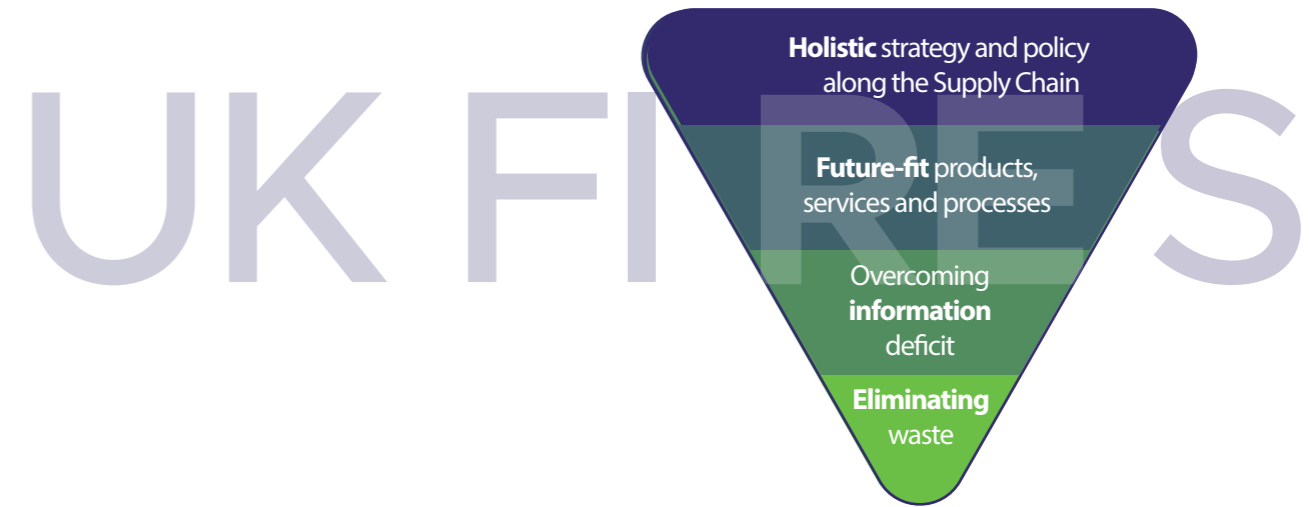 UK FIRES
Holistic strategy and policy
along the Supply Chain
Future-fit products,
services and processes
Overcoming
information
deficit
Eliminating
waste